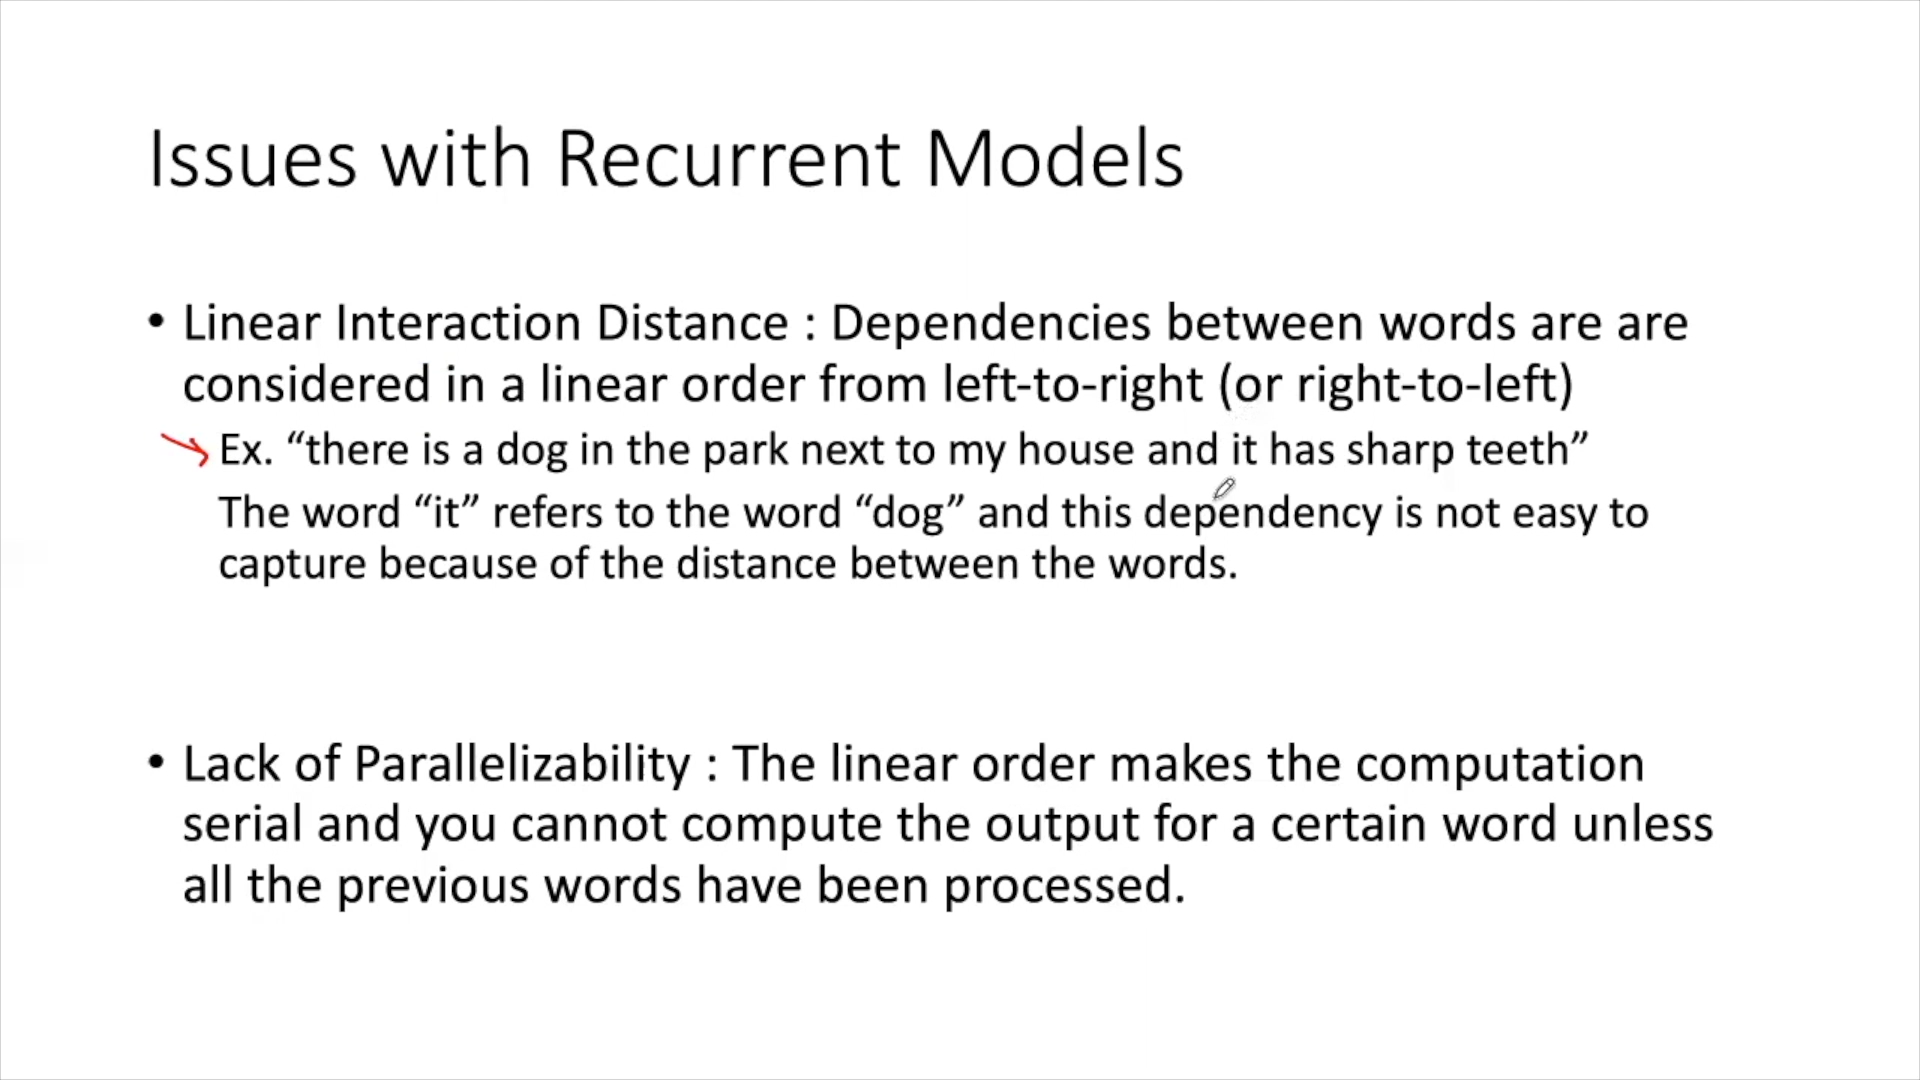 Issues with Recurrent Models
• Linear Interaction Distance : Dependencies between words are are
considered in a linear order from left-to-right (or right-to-left)
Ex. “there is a dog in the park next to my house and it has sharp teeth”
The word “it” refers to the word “dog” and this dependency is not easy to
capture because of the distance between the words.
• Lack of Parallelizability : The linear order makes the computation
serial and you cannot compute the output for a certain word unless
all the previous words have been processed.